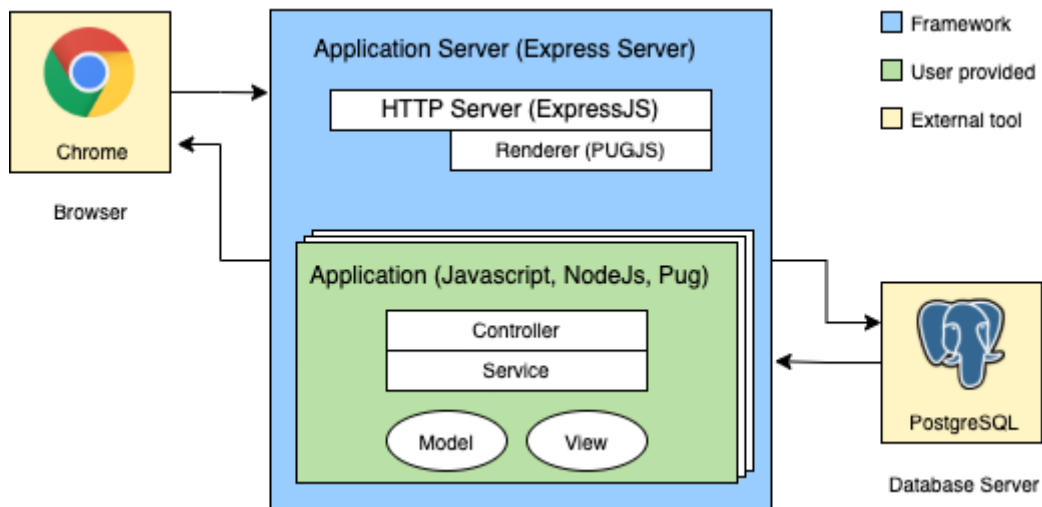 Application Server (Express Server)
HTTP Server (ExpressJS)
Renderer (PUGJS)
Chrome
Browser
Framework
User provided
External tool
Application (Javascript, NodeJs, Pug)
Controller
Service
Model
View
PostgreSQL
Database Server